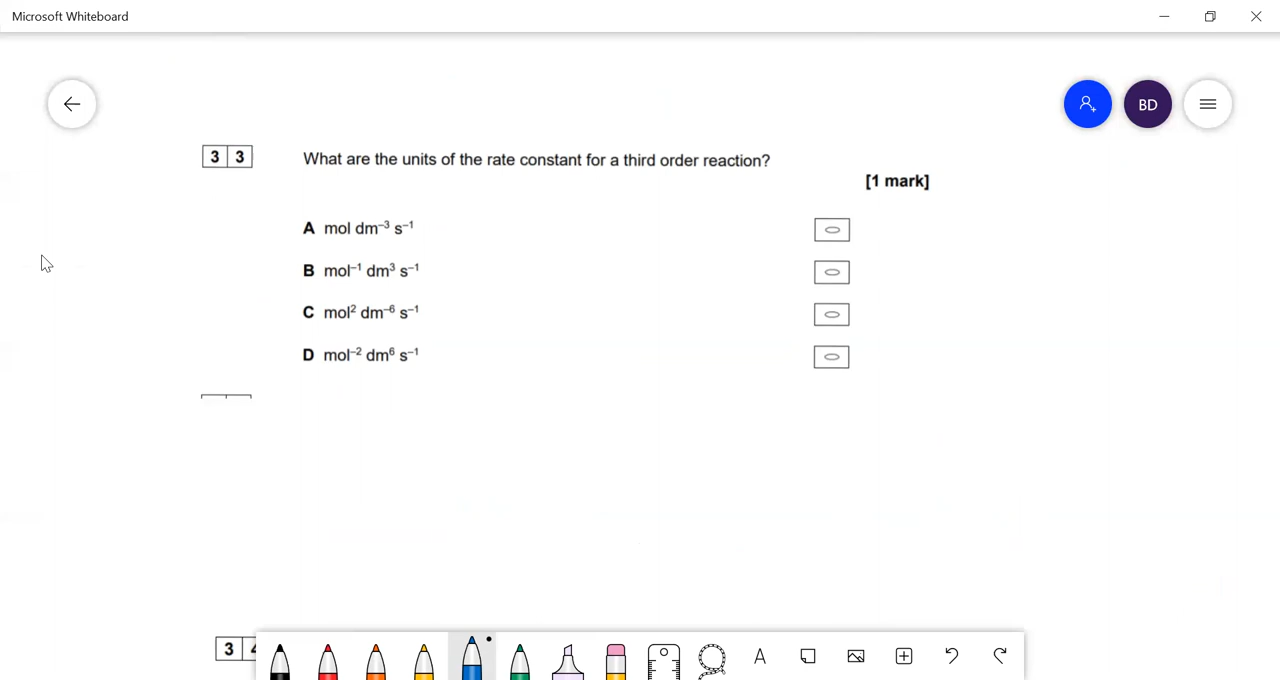 Microsoft Whiteboard
BD
3 3 What are the units of the rate constant for a third order reaction?
[1 mark]
A mol dm⁻³ s⁻¹
B mol⁻¹ dm³ s⁻¹
C mol² dm⁻⁶ s⁻¹
D mol⁻² dm⁶ s⁻¹
3
A